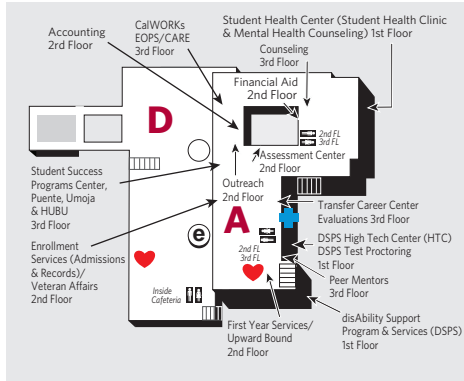 Accounting
2nd Floor
CalWORKs
EOPS/CARE
3rd Floor
Student Health Center (Student Health Clinic
& Mental Health Counseling) 1st Floor
Counseling
3rd Floor
Financial Aid
2nd Floor
D
2nd FL
3rd FL
Assessment Center
2nd Floor
Student Success
Programs Center,
Puente, Umoja
& HUBU
3rd Floor
Outreach
2nd Floor
Transfer Career Center
Evaluations 3rd Floor
A
e
Enrollment
Services (Admissions
& Records)/
Veteran Affairs
2nd Floor
2nd FL
3rd FL
DSPS High Tech Center (HTC)
DSPS Test Proctoring
1st Floor
Peer Mentors
3rd Floor
Inside
Cafeteria
First Year Services/
Upward Bound
2nd Floor
disAbility Support
Program & Services (DSPS)
1st Floor